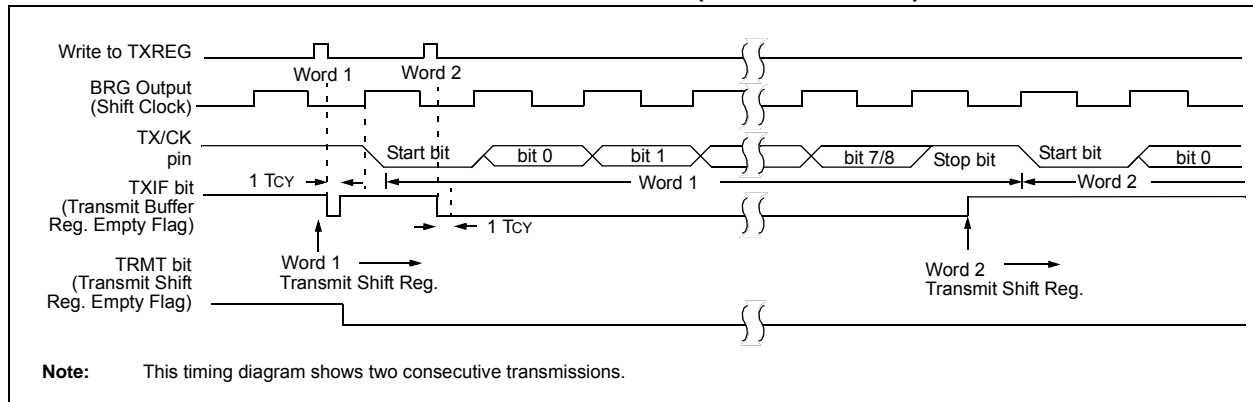 Write to TXREG
Word 1
Word 2
BRG Output
(Shift Clock)
TX/CK
pin
Start bit
bit 0
bit 1
bit 7/8
Stop bit
Start bit
bit 0
1 TCY
Word 1
Word 2
TXIF bit
(Transmit Buffer
Reg. Empty Flag)
1 TCY
Word 1
Transmit Shift Reg.
Word 2
Transmit Shift Reg.
TRMT bit
(Transmit Shift
Reg. Empty Flag)
Note: This timing diagram shows two consecutive transmissions.